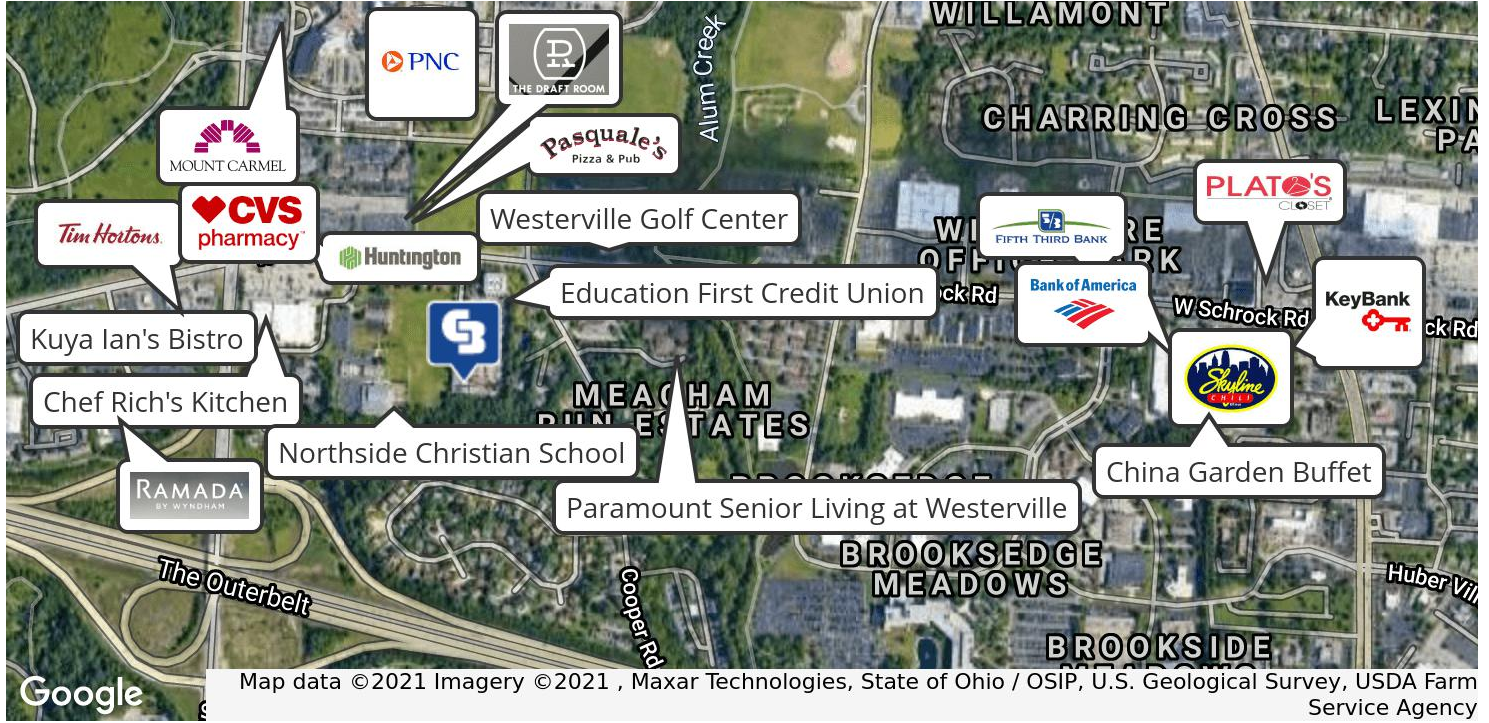 WILLAMONT
PNC
THE DRAFT ROOM
Alum Creek
CHARRING CROSS
MOUNT CARMEL
Pasquale's
Pizza & Pub
PLATO'S
CLOSET
Tim Hortons.
CVS
pharmacy
Westerville Golf Center
FIFTH THIRD BANK
Huntington
Education First Credit Union
Bank of America
W Schrock Rd
KeyBank
Kuya Ian's Bistro
Skyline
CHILI
Chef Rich's Kitchen
MEACHAM
RUN ESTATES
Northside Christian School
China Garden Buffet
RAMADA
BY WYNDHAM
Paramount Senior Living at Westerville
BROOKSEDGE
MEADOWS
The Outerbelt
Cooper Rd
BROOKSIDE
MEADOWS
Google
Map data ©2021 Imagery ©2021 , Maxar Technologies, State of Ohio / OSIP, U.S. Geological Survey, USDA Farm
Service Agency